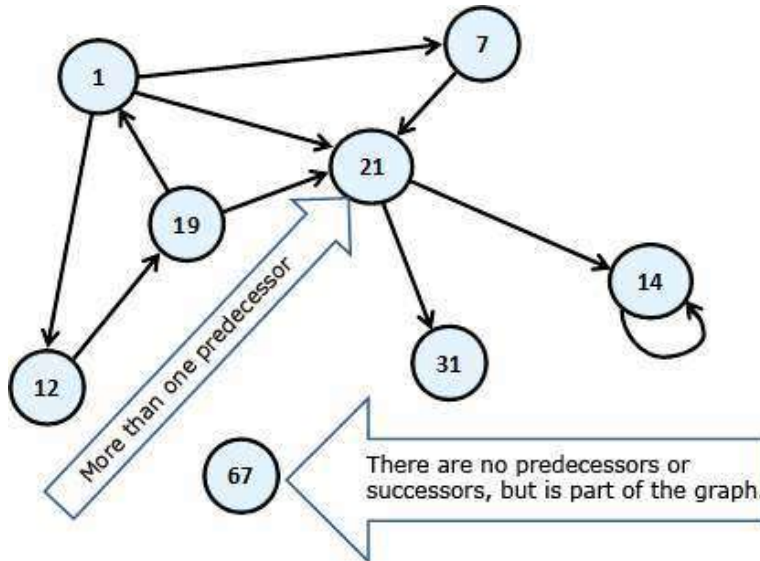 1
7
21
19
14
31
12
More than one predecessor
67
There are no predecessors or
successors, but is part of the graph.